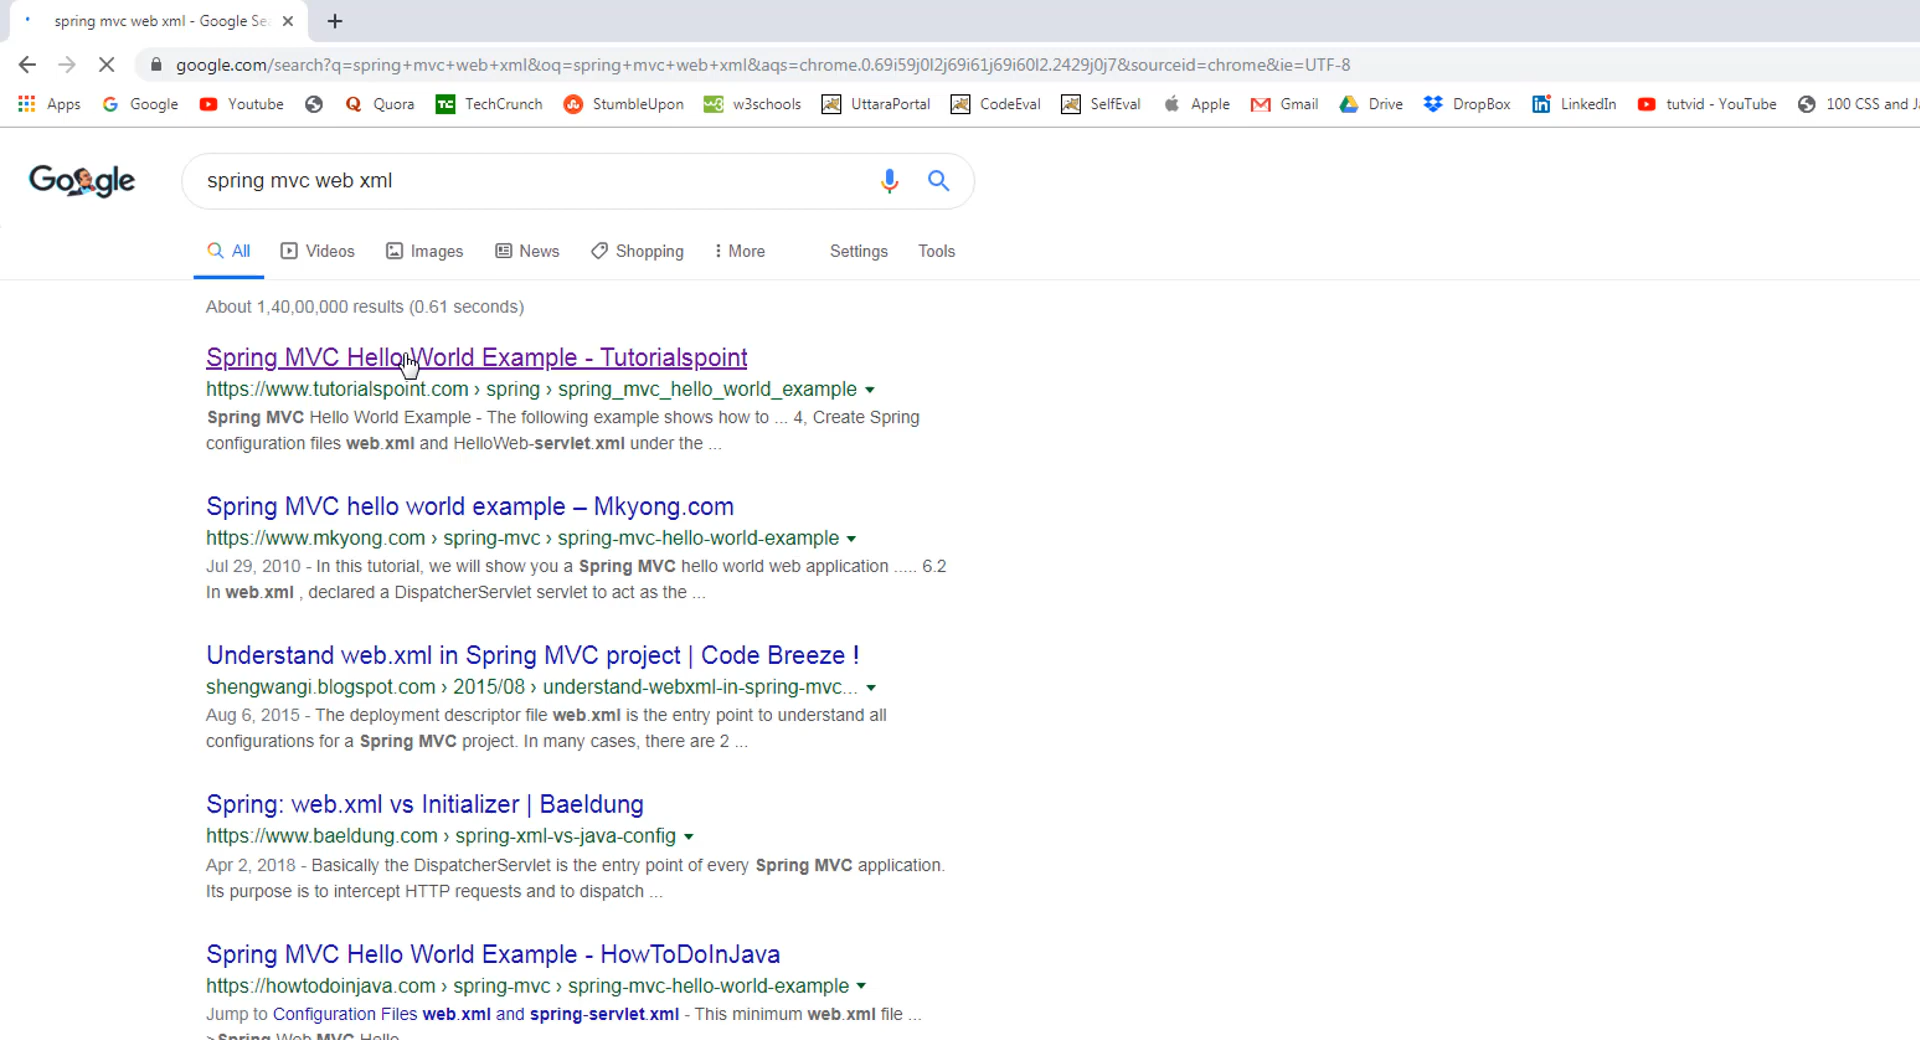 spring mvc web xml - Google Sea
google.com/search?q=spring+mvc+web+xml&oq=spring+mvc+web+xml&aqs=chrome.0.69i59j0l2j69i61j69i60l2.2429j0j7&sourceid=chrome&ie=UTF-8
Apps Google Youtube Quora TechCrunch StumbleUpon w3schools UttaraPortal CodeEval SelfEval Apple Gmail Drive DropBox LinkedIn tutvid - YouTube 100 CSS and Ja
Google spring mvc web xml
All Videos Images News Shopping More Settings Tools
About 1,40,00,000 results (0.61 seconds)
Spring MVC Hello World Example - Tutorialspoint
https://www.tutorialspoint.com › spring › spring_mvc_hello_world_example
Spring MVC Hello World Example - The following example shows how to ... 4, Create Spring
configuration files web.xml and HelloWeb-servlet.xml under the ...
Spring MVC hello world example – Mkyong.com
https://www.mkyong.com › spring-mvc › spring-mvc-hello-world-example
Jul 29, 2010 - In this tutorial, we will show you a Spring MVC hello world web application ..... 6.2
In web.xml , declared a DispatcherServlet servlet to act as the ...
Understand web.xml in Spring MVC project | Code Breeze !
shengwangi.blogspot.com › 2015/08 › understand-webxml-in-spring-mvc...
Aug 6, 2015 - The deployment descriptor file web.xml is the entry point to understand all
configurations for a Spring MVC project. In many cases, there are 2 ...
Spring: web.xml vs Initializer | Baeldung
https://www.baeldung.com › spring-xml-vs-java-config
Apr 2, 2018 - Basically the DispatcherServlet is the entry point of every Spring MVC application.
Its purpose is to intercept HTTP requests and to dispatch ...
Spring MVC Hello World Example - HowToDoInJava
https://howtodoinjava.com › spring-mvc › spring-mvc-hello-world-example
Jump to Configuration Files web.xml and spring-servlet.xml - This minimum web.xml file ...
>Spring Web MVC Hello